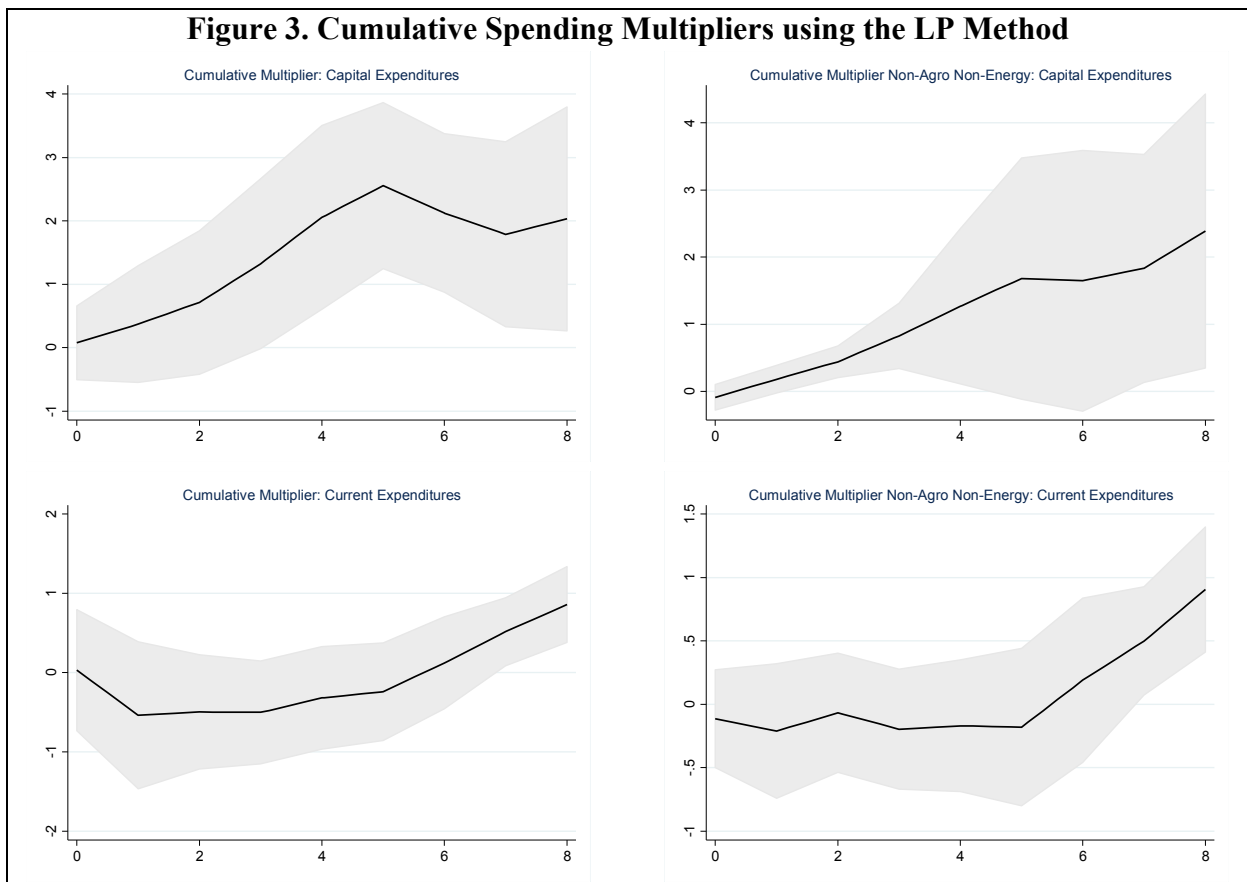 Figure 3. Cumulative Spending Multipliers using the LP Method
Cumulative Multiplier: Capital Expenditures
4
3
2
1
0
-1
0 2 4 6 8
Cumulative Multiplier Non-Agro Non-Energy: Capital Expenditures
4
3
2
1
0
0 2 4 6 8
Cumulative Multiplier: Current Expenditures
2
1
0
-1
-2
0 2 4 6 8
Cumulative Multiplier Non-Agro Non-Energy: Current Expenditures
1.5
1
.5
0
-.5
-1
0 2 4 6 8